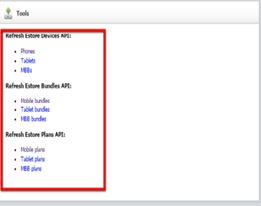 Tools
Refresh Estore Devices API:
Phones
Tablets
MBBs
Refresh Estore Bundles API:
Mobile bundles
Tablet bundles
MBB bundles
Refresh Estore Plans API:
Mobile plans
Tablet plans
MBB plans